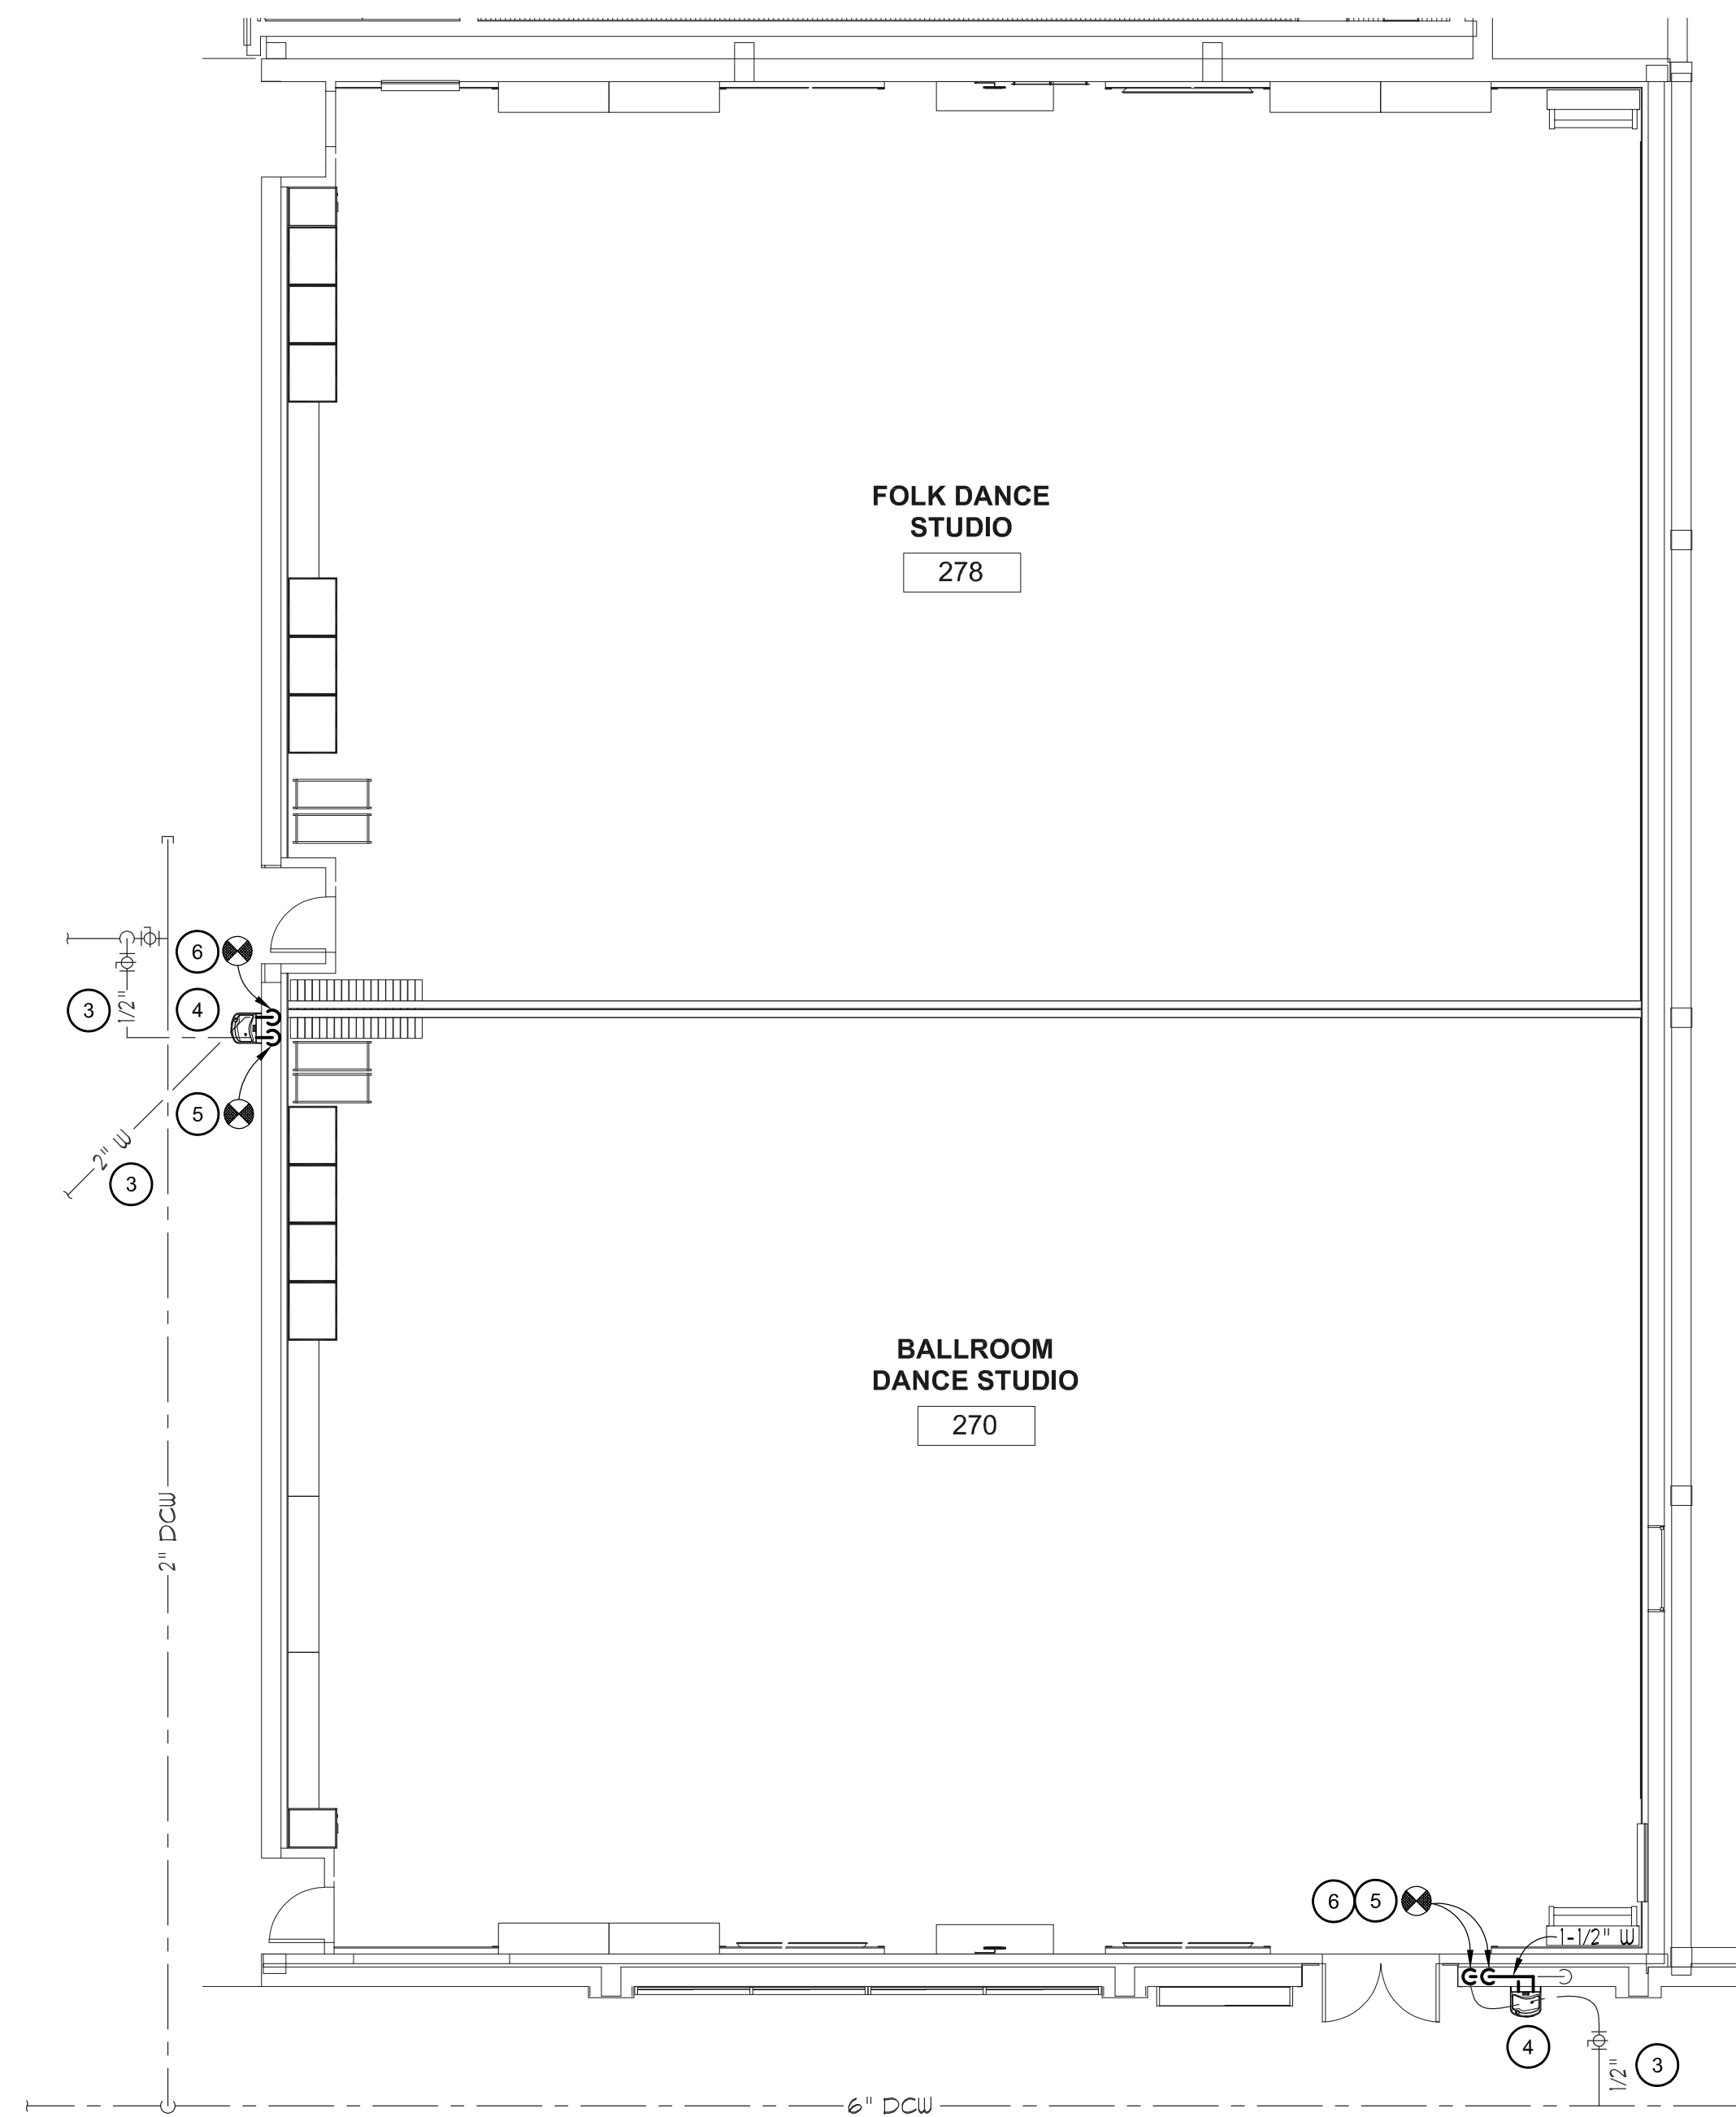 FOLK DANCE
STUDIO
278
6
3
1/2"
4
5
2" W
3
BALLROOM
DANCE STUDIO
270
2" DCW
6
5
1-1/2" W
4
1/2"
3
6" DCW